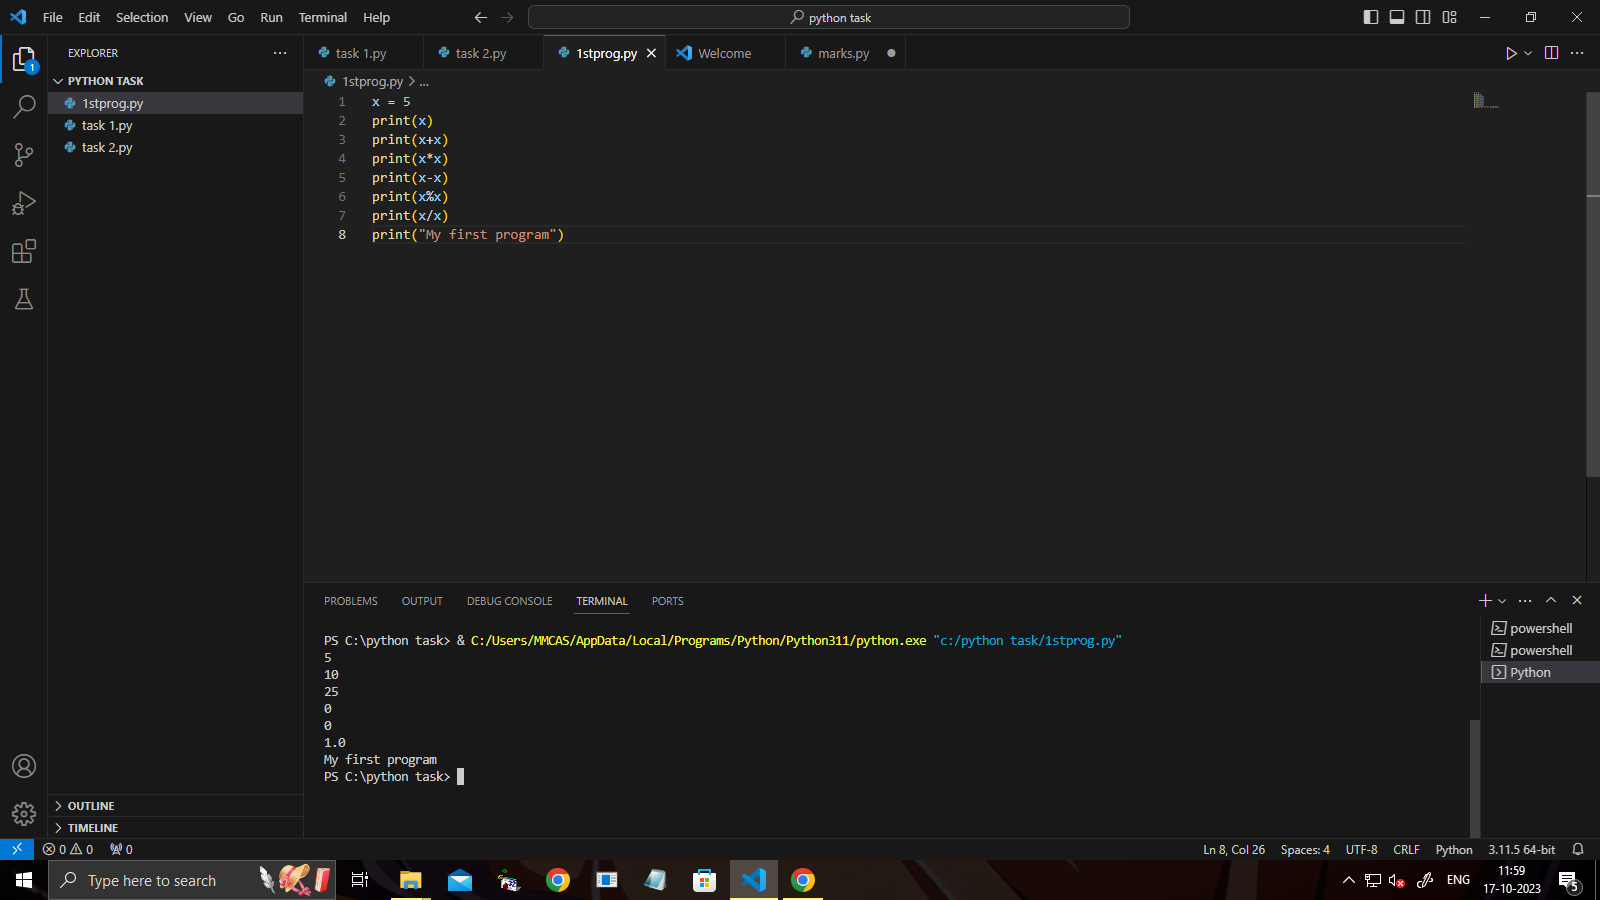 File Edit Selection View Go Run Terminal Help
python task
EXPLORER
PYTHON TASK
1stprog.py
task 1.py
task 2.py
OUTLINE
TIMELINE
1
task 1.py task 2.py 1stprog.py Welcome marks.py
1stprog.py > ...
1 x = 5
2 print(x)
3 print(x+x)
4 print(x*x)
5 print(x-x)
6 print(x%x)
7 print(x/x)
8 print("My first program")
PROBLEMS OUTPUT DEBUG CONSOLE TERMINAL PORTS
PS C:\python task> & C:/Users/MMCAS/AppData/Local/Programs/Python/Python311/python.exe "c:/python task/1stprog.py"
5
10
25
0
0
1.0
My first program
PS C:\python task>
powershell
powershell
Python
0 0 0
Ln 8, Col 26 Spaces: 4 UTF-8 CRLF Python 3.11.5 64-bit
Type here to search
ENG
11:59
17-10-2023
5